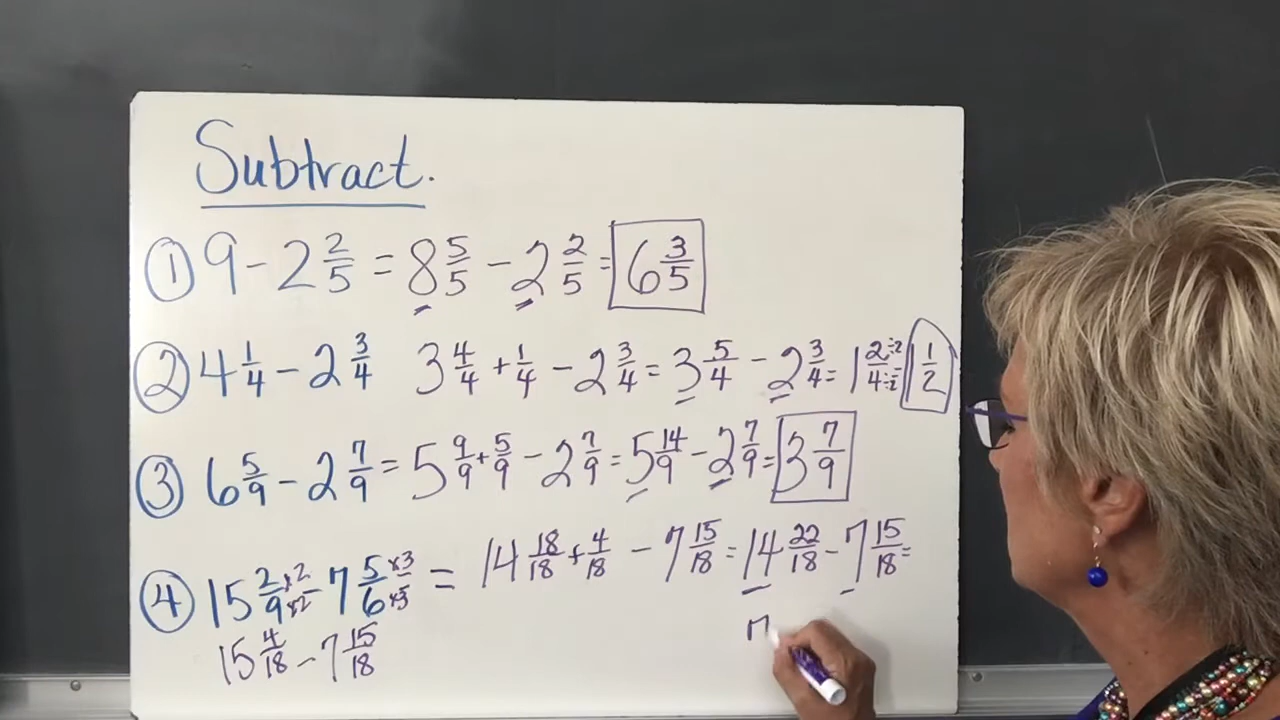 Subtract.
① 9 - 2 2/5 = 8 5/5 - 2 2/5 = 6 3/5
② 4 1/4 - 2 3/4 3 4/4 + 1/4 - 2 3/4 = 3 5/4 - 2 3/4 = 1 2/4 ÷2/÷2 = 1 1/2
③ 6 5/9 - 2 7/9 = 5 9/9 + 5/9 - 2 7/9 = 5 14/9 - 2 7/9 = 3 7/9
④ 15 2/9 ×2/×2 - 7 5/6 ×3/×3 = 14 18/18 + 4/18 - 7 15/18 = 14 22/18 - 7 15/18 =
15 4/18 - 7 15/18 7